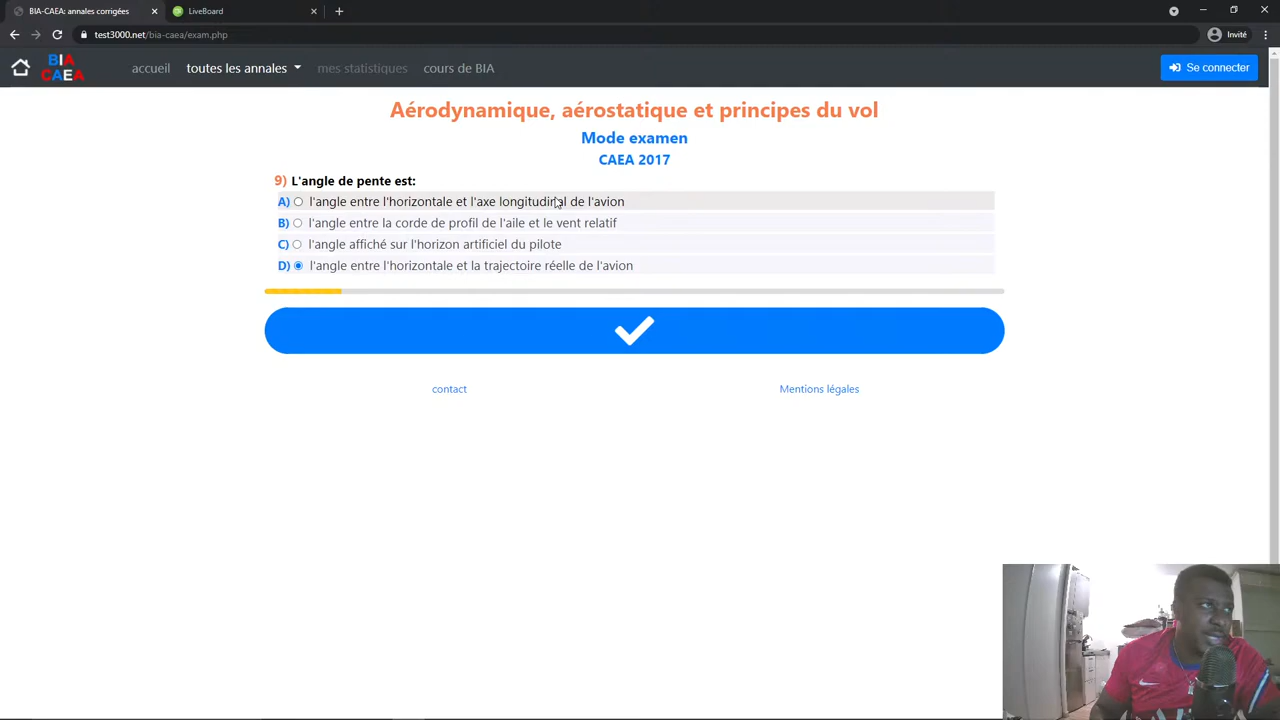 BIA-CAEA: annales corrigées
LiveBoard
test3000.net/bia-caea/exam.php
Invité
BIA
CAEA
accueil
toutes les annales
mes statistiques
cours de BIA
Se connecter
Aérodynamique, aérostatique et principes du vol
Mode examen
CAEA 2017
9) L'angle de pente est:
A) l'angle entre l'horizontale et l'axe longitudinal de l'avion
B) l'angle entre la corde de profil de l'aile et le vent relatif
C) l'angle affiché sur l'horizon artificiel du pilote
D) l'angle entre l'horizontale et la trajectoire réelle de l'avion
contact
Mentions légales